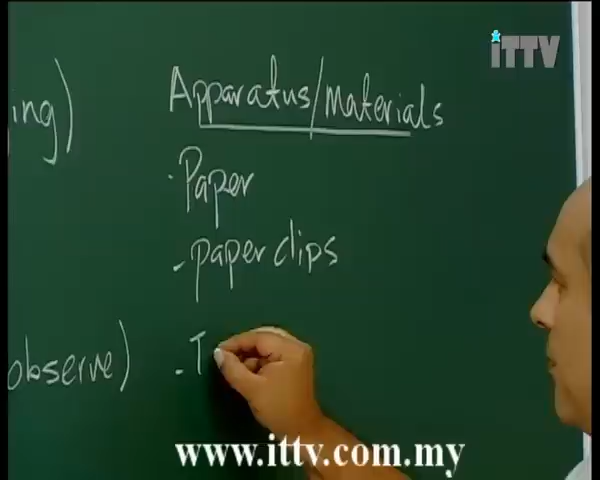 iTTV
Apparatus/Materials
ing)
· Paper
- paper clips
observe)
- T
www.ittv.com.my